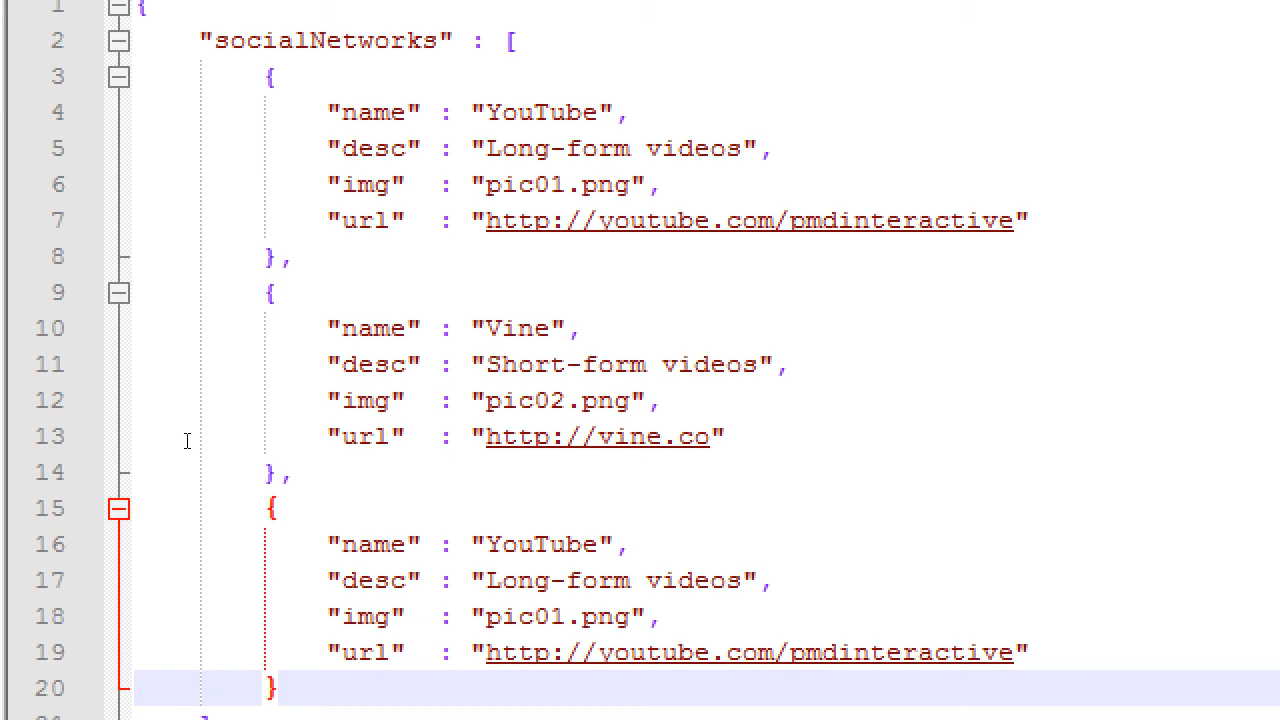 1 {
2 "socialNetworks" : [
3 {
4 "name" : "YouTube",
5 "desc" : "Long-form videos",
6 "img" : "pic01.png",
7 "url" : "http://youtube.com/pmdinteractive"
8 },
9 {
10 "name" : "Vine",
11 "desc" : "Short-form videos",
12 "img" : "pic02.png",
13 "url" : "http://vine.co"
14 },
15 {
16 "name" : "YouTube",
17 "desc" : "Long-form videos",
18 "img" : "pic01.png",
19 "url" : "http://youtube.com/pmdinteractive"
20 }